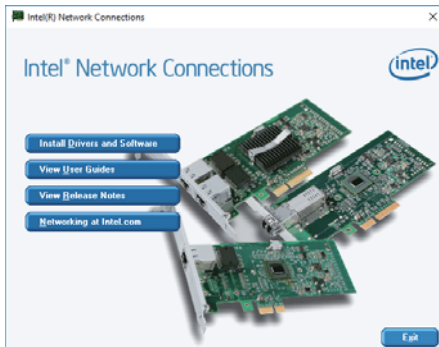 Intel(R) Network Connections
Intel® Network Connections
intel
Install Drivers and Software
View User Guides
View Release Notes
Networking at Intel.com
Exit